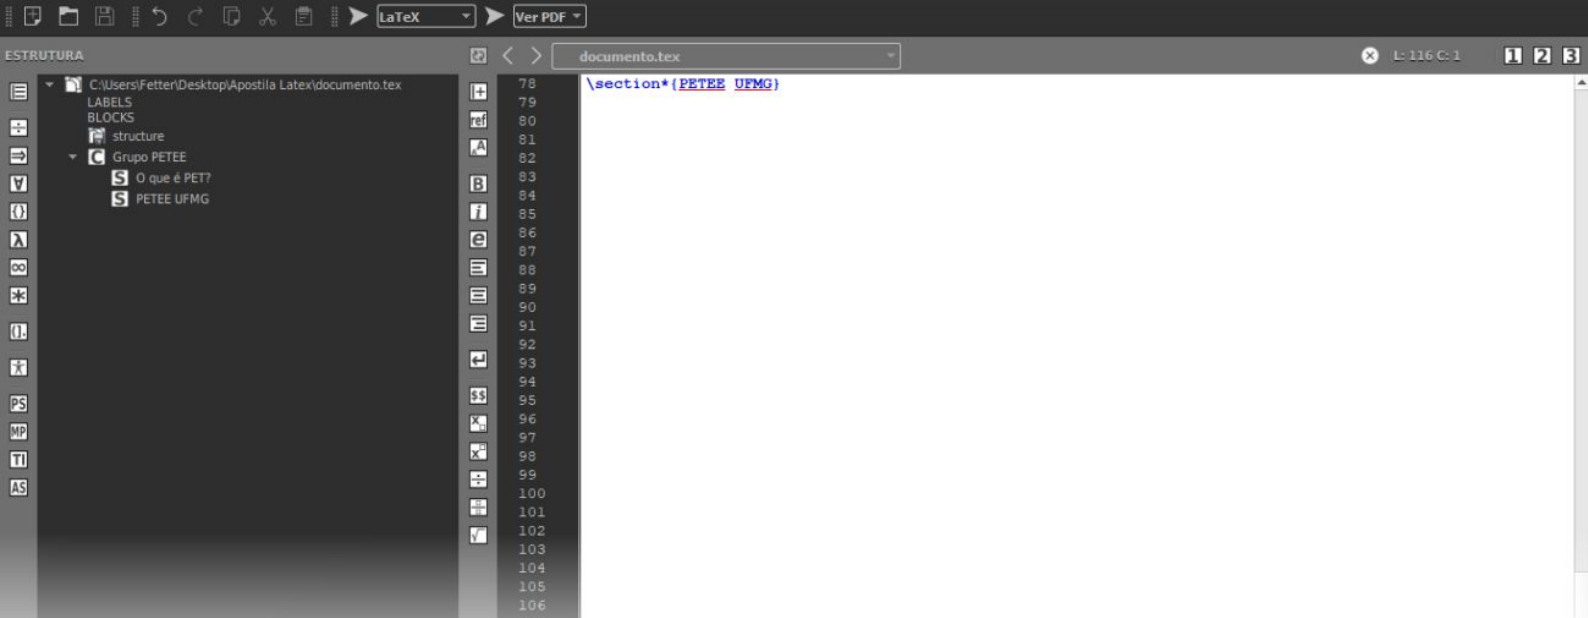 LaTeX Ver PDF
ESTRUTURA
documento.tex L: 116 C: 1 1 2 3
C:\Users\Fetter\Desktop\Apostila Latex\documento.tex
LABELS
BLOCKS
structure
C Grupo PETEE
S O que é PET?
S PETEE UFMG
÷
⇒
∀
{}
λ
∞
*
(].
PS
MP
TI
AS
ref
A
B
i
e
$$
x
x
÷
√
78 \section*{PETEE UFMG}
79
80
81
82
83
84
85
86
87
88
89
90
91
92
93
94
95
96
97
98
99
100
101
102
103
104
105
106